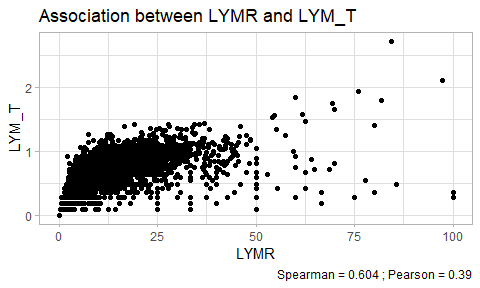 Association between LYMR and LYM_T
2
1
0
LYM_T
0
25
50
75
100
LYMR
Spearman = 0.604 ; Pearson = 0.39